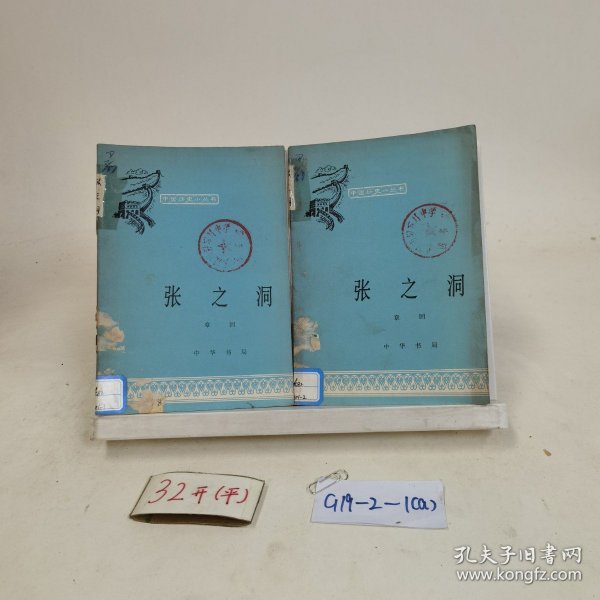 中国历史小丛书
张之洞
章回
中华书局
中国历史小丛书
张之洞
章回
中华书局
32开(平)
G19-2-1(a)
孔夫子旧书网
www.kongfz.com